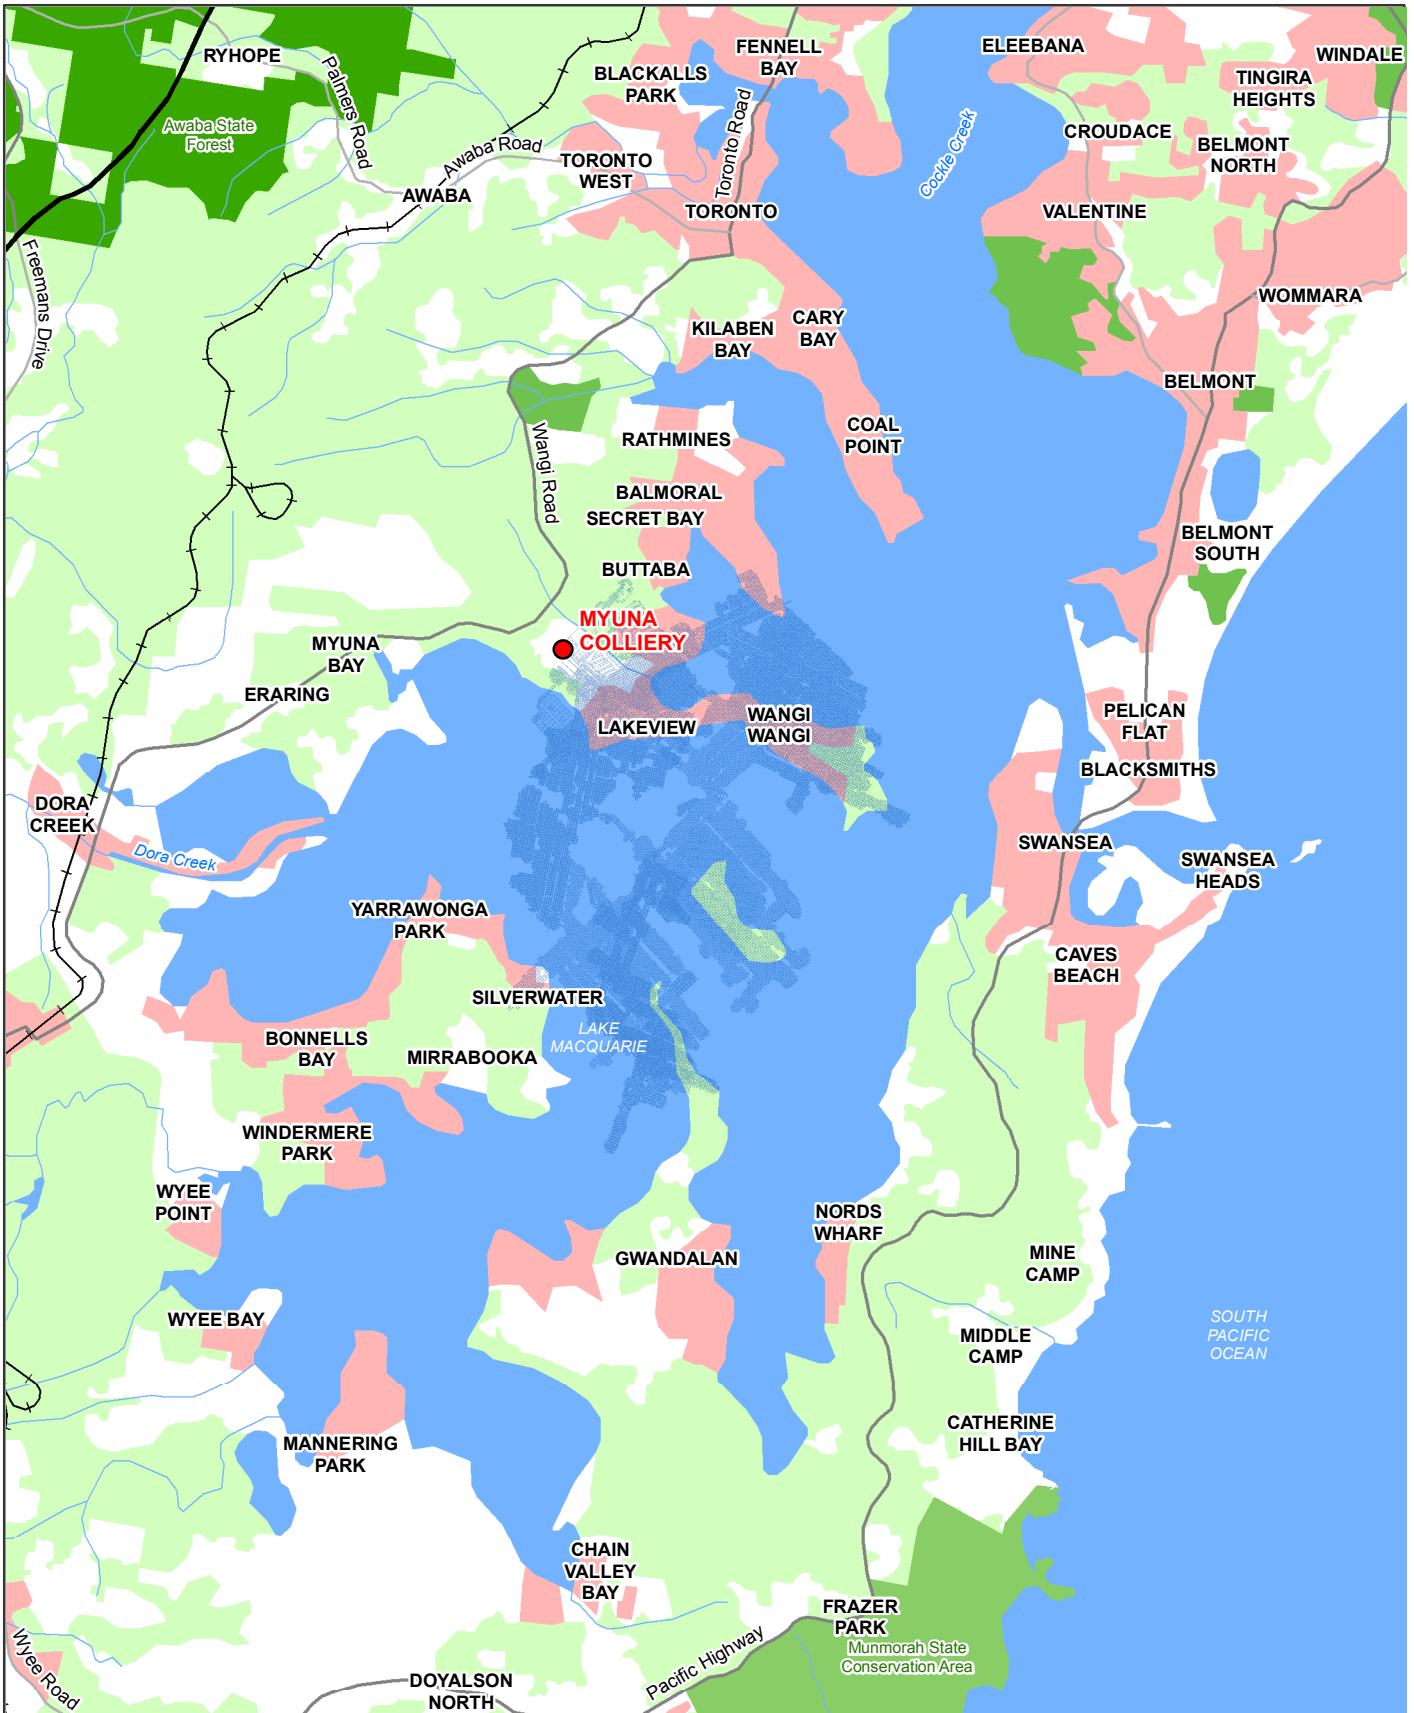 RYHOPE
FENNELL
BAY
ELEEBANA
WINDALE
BLACKALLS
PARK
TINGIRA
HEIGHTS
Palmers Road
Awaba State
Forest
Toronto Road
Cockle Creek
CROUDACE
BELMONT
NORTH
Awaba Road
TORONTO
WEST
AWABA
TORONTO
VALENTINE
Freemans Drive
WOMMARA
KILABEN
BAY
CARY
BAY
BELMONT
RATHMINES
COAL
POINT
Wangi Road
BALMORAL
SECRET BAY
BELMONT
SOUTH
BUTTABA
MYUNA
COLLIERY
MYUNA
BAY
ERARING
LAKEVIEW
WANGI
WANGI
PELICAN
FLAT
BLACKSMITHS
DORA
CREEK
Dora Creek
SWANSEA
SWANSEA
HEADS
YARRAWONGA
PARK
CAVES
BEACH
SILVERWATER
LAKE
MACQUARIE
BONNELLS
BAY
MIRRABOOKA
WINDERMERE
PARK
WYEE
POINT
NORDS
WHARF
GWANDALAN
MINE
CAMP
WYEE BAY
SOUTH
PACIFIC
OCEAN
MIDDLE
CAMP
CATHERINE
HILL BAY
MANNERING
PARK
CHAIN
VALLEY
BAY
FRAZER
PARK
Munmorah State
Conservation Area
Wyee Road
Pacific Highway
DOYALSON
NORTH